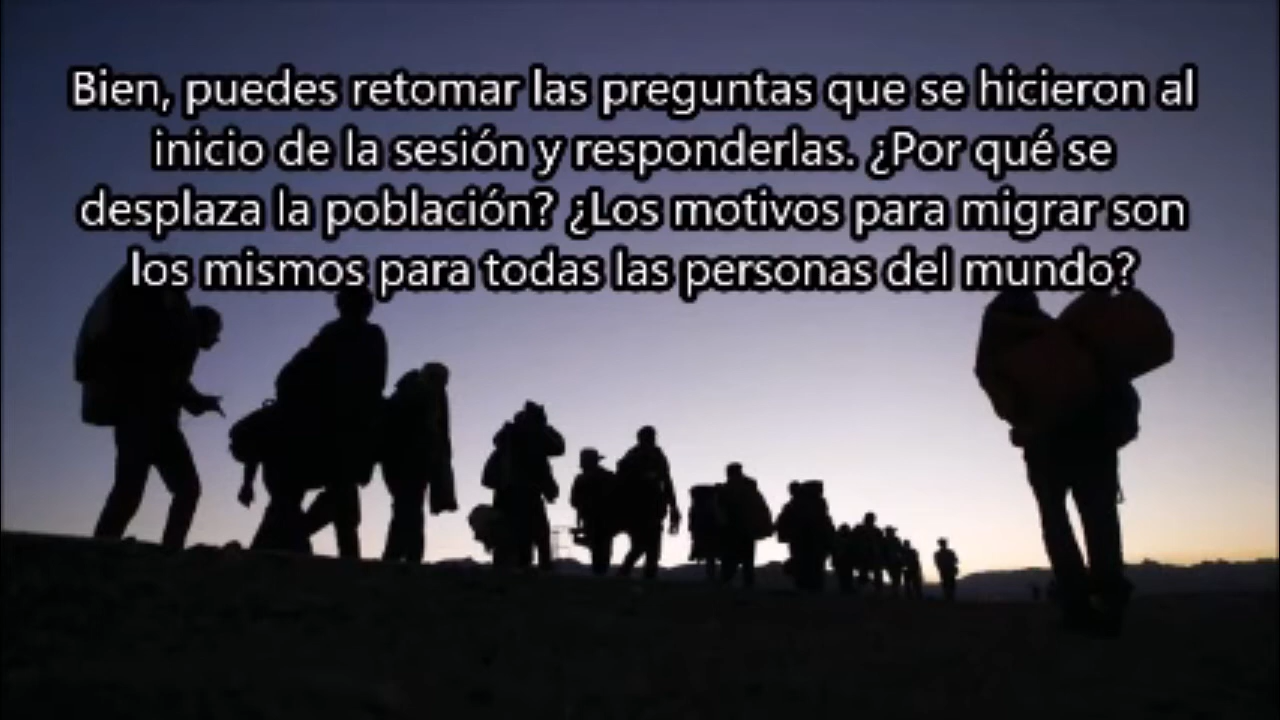 Bien, puedes retomar las preguntas que se hicieron al
inicio de la sesión y responderlas. ¿Por qué se
desplaza la población? ¿Los motivos para migrar son
los mismos para todas las personas del mundo?